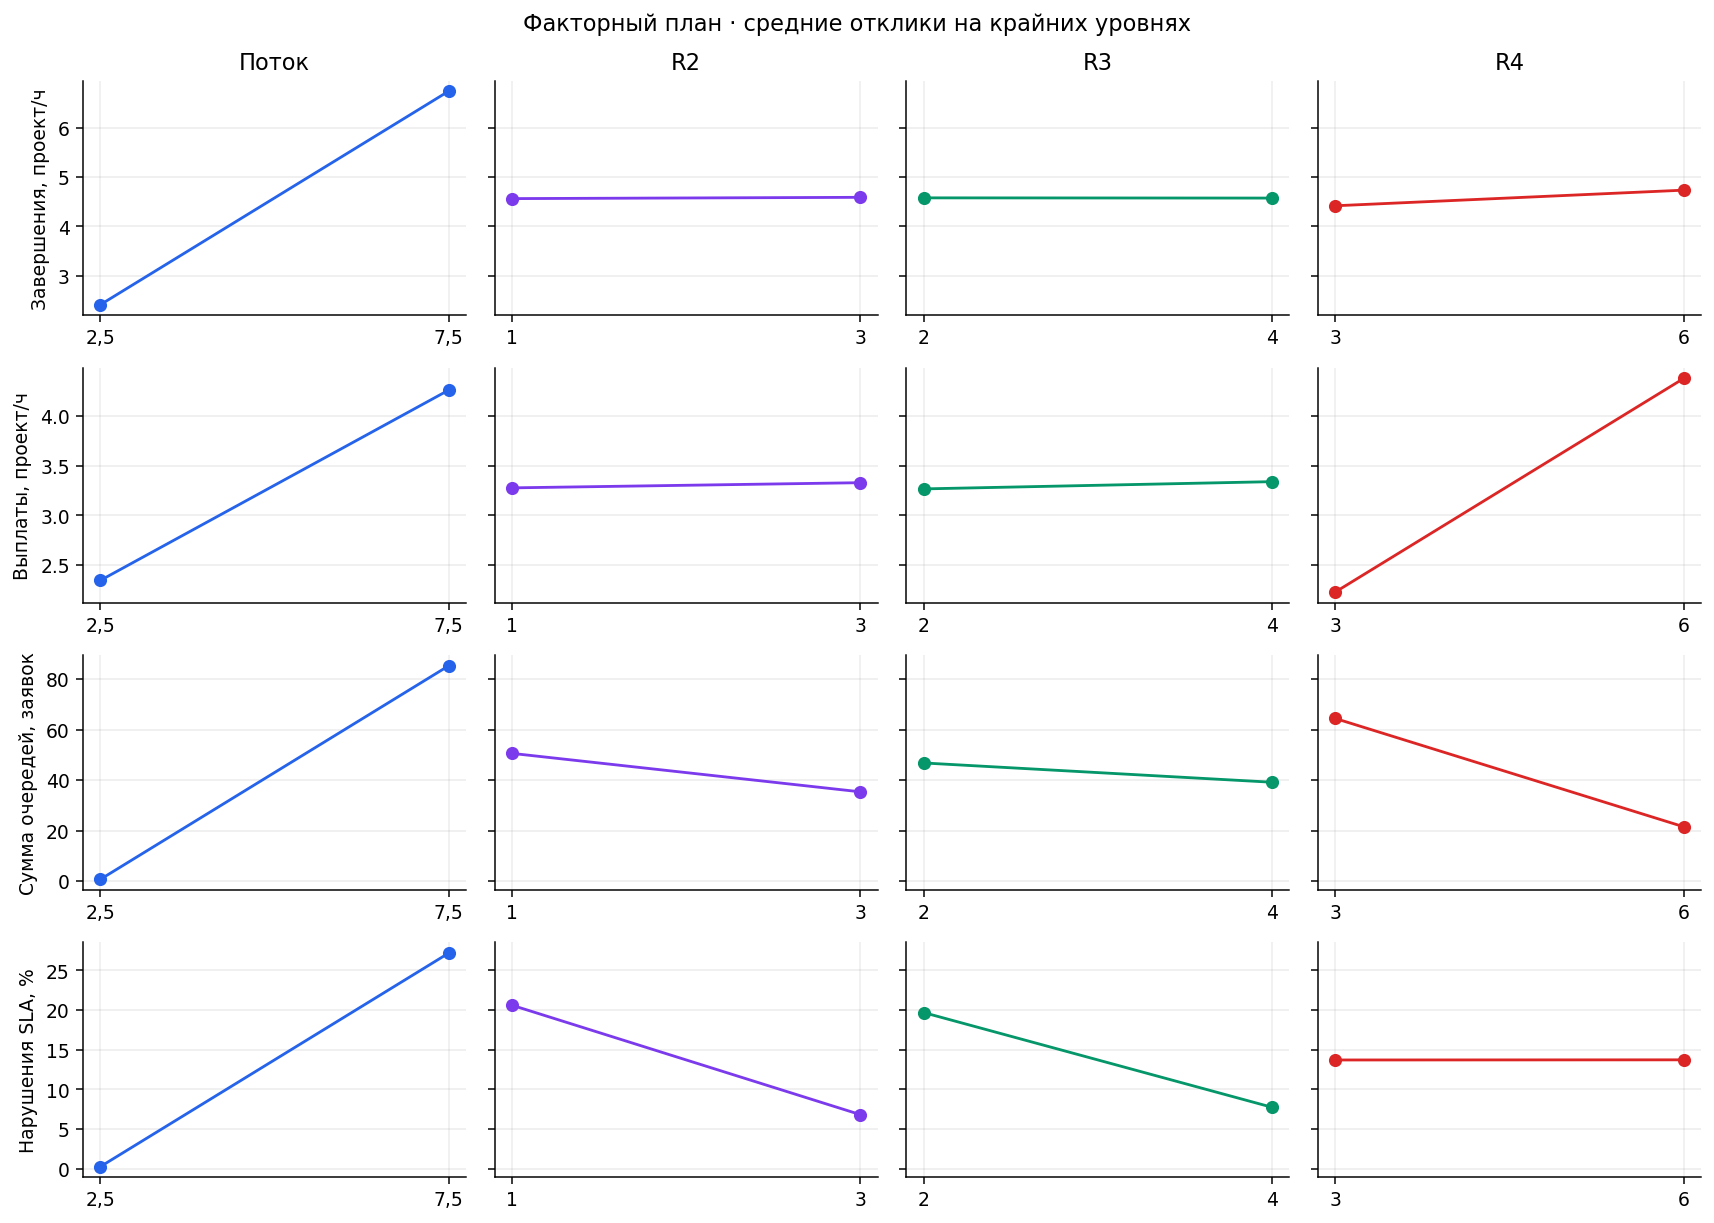 Факторный план · средние отклики на крайних уровнях
Поток R2 R3 R4
Завершения, проект/ч
6
5
4
3
2,5 7,5 1 3 2 4 3 6
Выплаты, проект/ч
4.0
3.5
3.0
2.5
2,5 7,5 1 3 2 4 3 6
Сумма очередей, заявок
80
60
40
20
0
2,5 7,5 1 3 2 4 3 6
Нарушения SLA, %
25
20
15
10
5
0
2,5 7,5 1 3 2 4 3 6